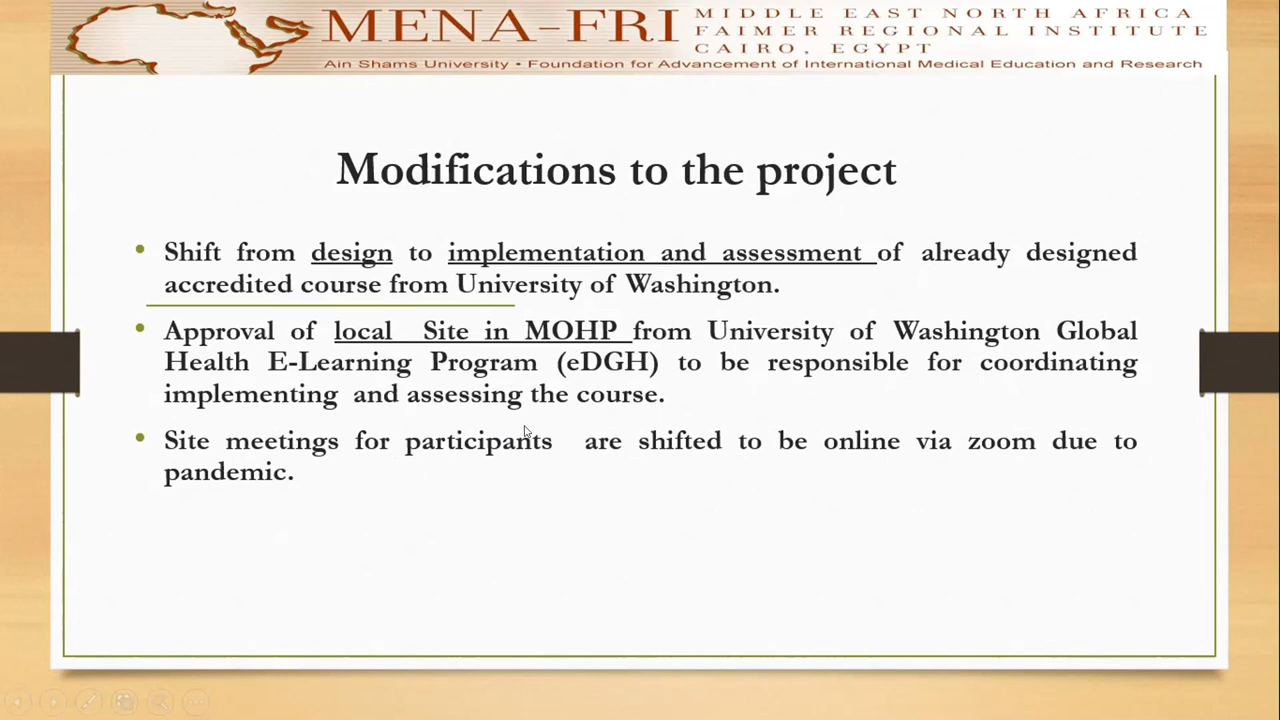 MENA-FRI
MIDDLE EAST NORTH AFRICA
FAIMER REGIONAL INSTITUTE
CAIRO, EGYPT
Ain Shams University • Foundation for Advancement of International Medical Education and Research
Modifications to the project
• Shift from design to implementation and assessment of already designed
accredited course from University of Washington.
• Approval of local Site in MOHP from University of Washington Global
Health E-Learning Program (eDGH) to be responsible for coordinating
implementing and assessing the course.
• Site meetings for participants are shifted to be online via zoom due to
pandemic.